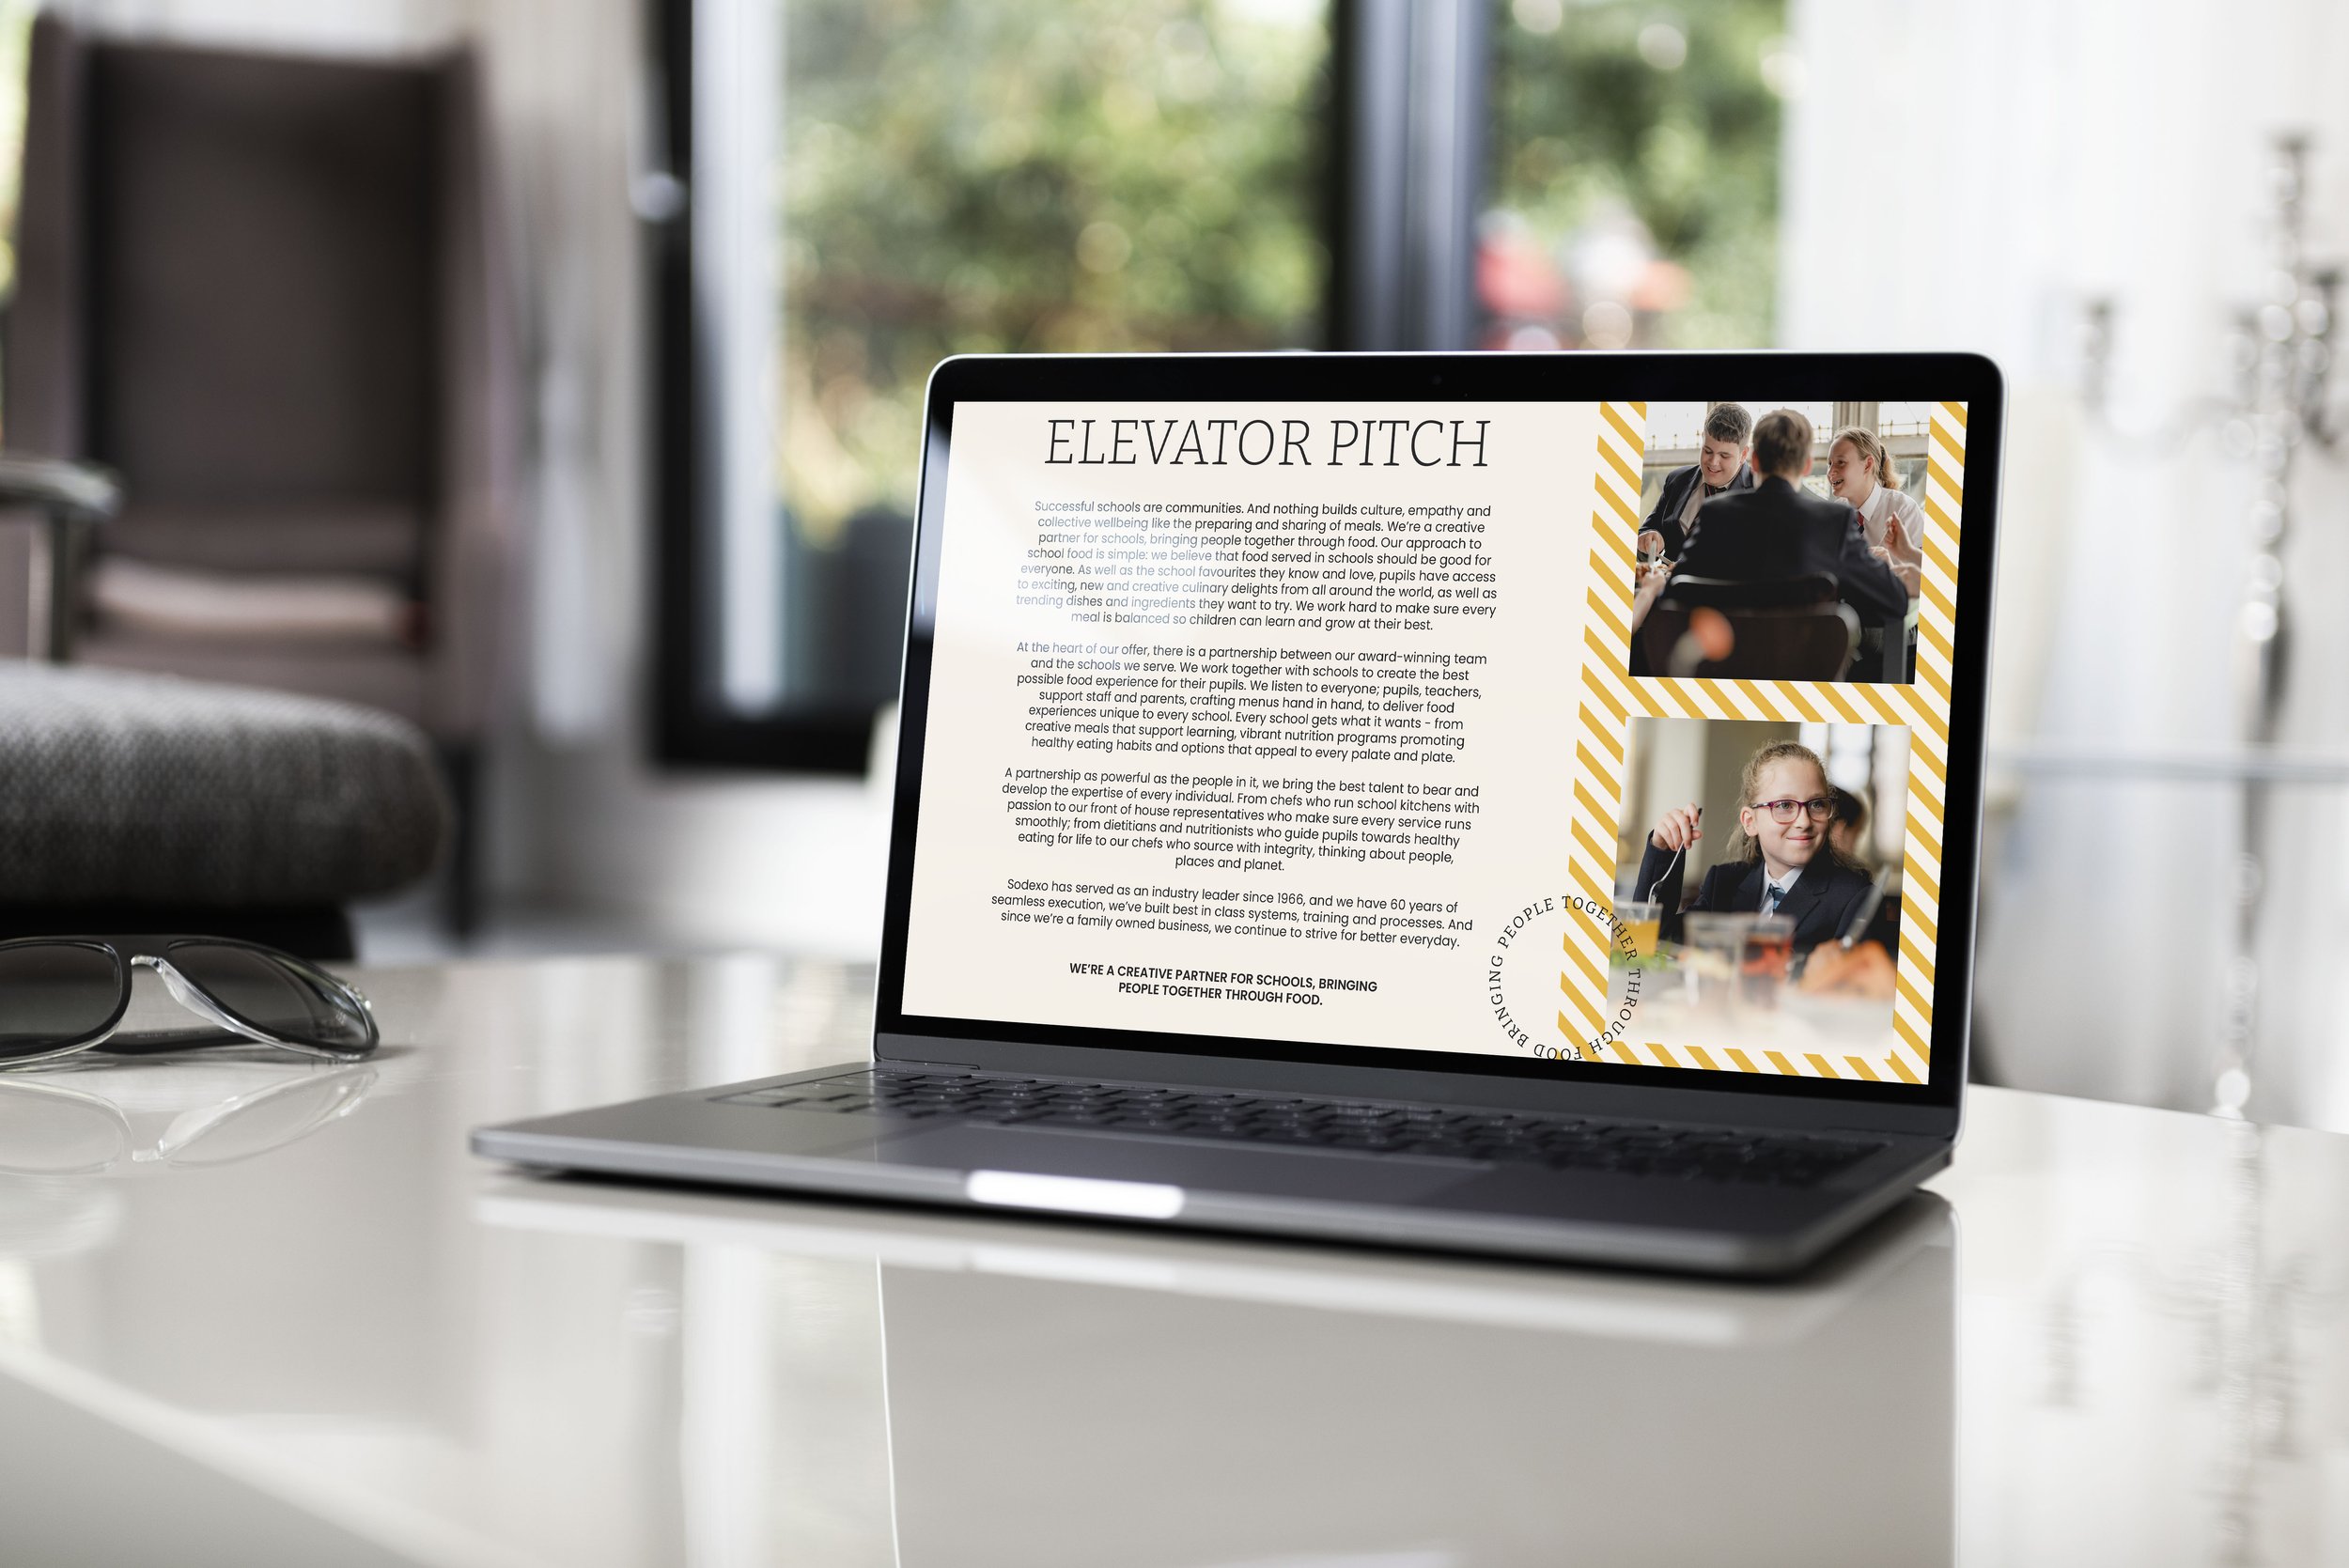 ELEVATOR PITCH
Successful schools are communities. And nothing builds culture, empathy and
collective wellbeing like the preparing and sharing of meals. We're a creative
partner for schools, bringing people together through food. Our approach to
school food is simple: we believe that food served in schools should be good for
everyone. As well as the school favourites they know and love, pupils have access
to exciting, new and creative culinary delights from all around the world, as well as
trending dishes and ingredients they want to try. We work hard to make sure every
meal is balanced so children can learn and grow at their best.
At the heart of our offer, there is a partnership between our award-winning team
and the schools we serve. We work together with schools to create the best
possible food experience for their pupils. We listen to everyone; pupils, teachers,
support staff and parents, crafting menus hand in hand, to deliver food
experiences unique to every school. Every school gets what it wants - from
creative meals that support learning, vibrant nutrition programs promoting
healthy eating habits and options that appeal to every palate and plate.
A partnership as powerful as the people in it, we bring the best talent to bear and
develop the expertise of every individual. From chefs who run school kitchens with
passion to our front of house representatives who make sure every service runs
smoothly; from dietitians and nutritionists who guide pupils towards healthy
eating for life to our chefs who source with integrity, thinking about people,
places and planet.
Sodexo has served as an industry leader since 1966, and we have 60 years of
seamless execution, we've built best in class systems, training and processes. And
since we're a family owned business, we continue to strive for better everyday.
WE'RE A CREATIVE PARTNER FOR SCHOOLS, BRINGING
PEOPLE TOGETHER THROUGH FOOD.
BRINGING PEOPLE TOGETHER THROUGH FOOD